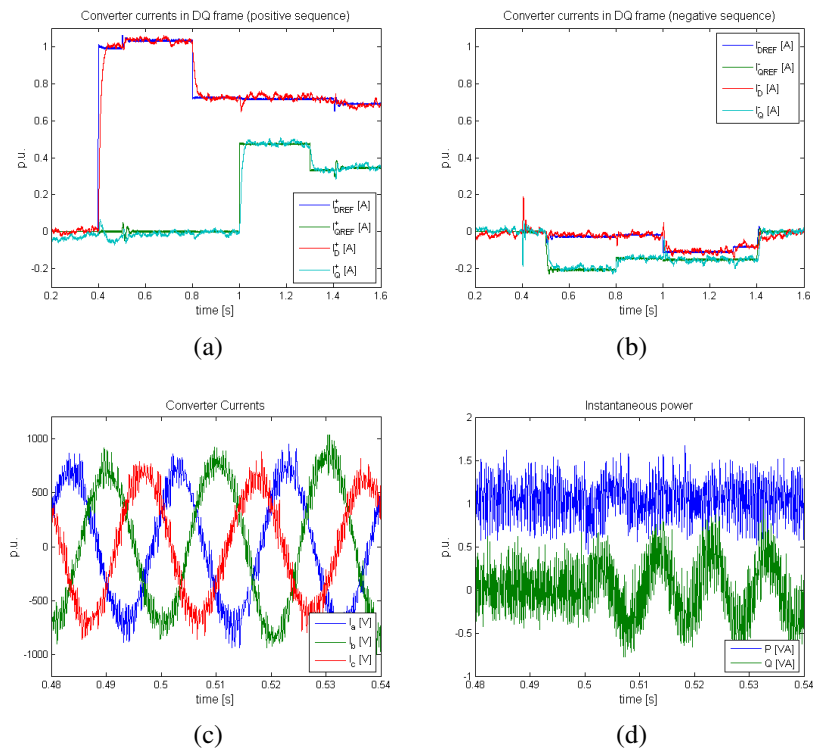 Converter currents in DQ frame (positive sequence)
p.u.
1
0.8
0.6
0.4
0.2
0
-0.2
I+DREF [A]
I+QREF [A]
I+D [A]
I+Q [A]
0.2 0.4 0.6 0.8 1 1.2 1.4 1.6
time [s]
(a)
Converter currents in DQ frame (negative sequence)
p.u.
1
0.8
0.6
0.4
0.2
0
-0.2
I-DREF [A]
I-QREF [A]
I-D [A]
I-Q [A]
0.2 0.4 0.6 0.8 1 1.2 1.4 1.6
time [s]
(b)
Converter Currents
p.u.
1000
500
0
-500
-1000
Ia [V]
Ib [V]
Ic [V]
0.48 0.49 0.5 0.51 0.52 0.53 0.54
time [s]
(c)
Instantaneous power
p.u.
2
1.5
1
0.5
0
-0.5
-1
P [VA]
Q [VA]
0.48 0.49 0.5 0.51 0.52 0.53 0.54
time [s]
(d)